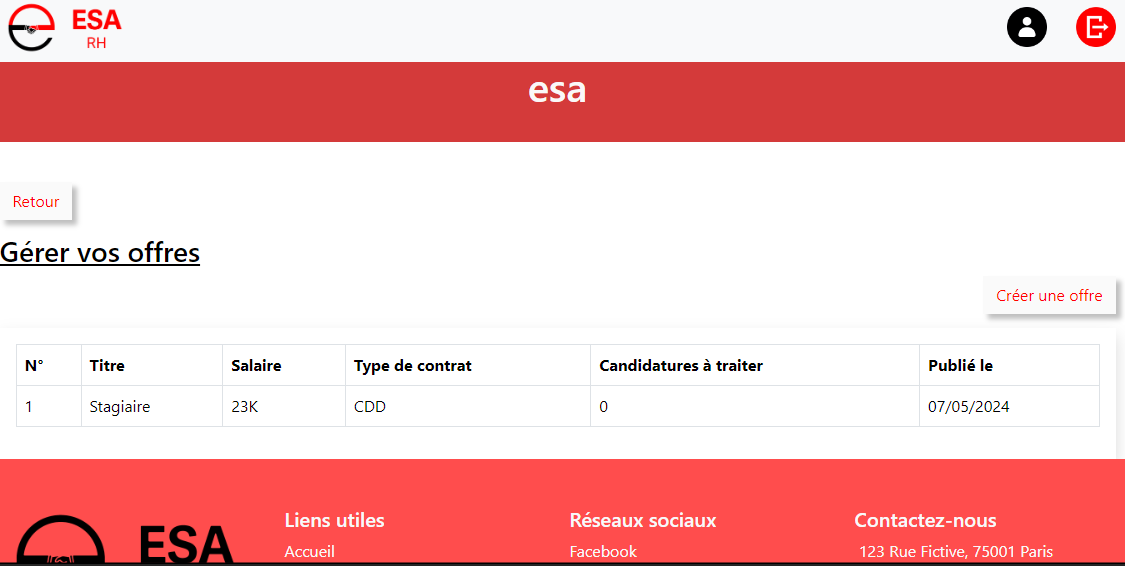 ESA
RH
esa
Retour
Gérer vos offres
Créer une offre
N° Titre Salaire Type de contrat Candidatures à traiter Publié le
1 Stagiaire 23K CDD 0 07/05/2024
ESA
Liens utiles
Accueil
Réseaux sociaux
Facebook
Contactez-nous
123 Rue Fictive, 75001 Paris